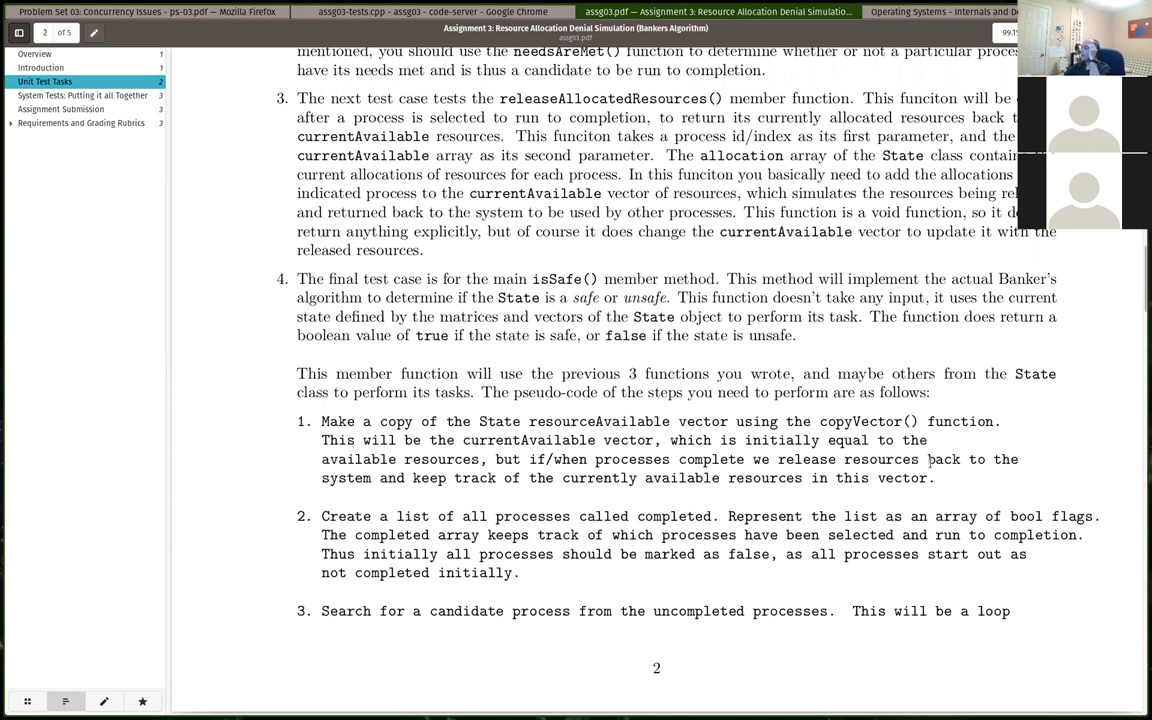 Problem Set 03: Concurrency Issues - ps-03.pdf — Mozilla Firefox
assg03-tests.cpp - assg03 - code-server - Google Chrome
assg03.pdf — Assignment 3: Resource Allocation Denial Simulatio...
Operating Systems - Internals and D
2 of 5
Assignment 3: Resource Allocation Denial Simulation (Bankers Algorithm)
assg03.pdf
99.1
Overview 1
Introduction 1
Unit Test Tasks 2
System Tests: Putting it all Together 3
Assignment Submission 3
Requirements and Grading Rubrics 3
mentioned, you should use the needsAreMet() function to determine whether or not a particular
have its needs met and is thus a candidate to be run to completion.
3. The next test case tests the releaseAllocatedResources() member function. This funciton will be
after a process is selected to run to completion, to return its currently allocated resources back
currentAvailable resources. This funciton takes a process id/index as its first parameter, and the
currentAvailable array as its second parameter. The allocation array of the State class
current allocations of resources for each process. In this funciton you basically need to add the allocations
indicated process to the currentAvailable vector of resources, which simulates the resources being
and returned back to the system to be used by other processes. This function is a void function, so it
return anything explicitly, but of course it does change the currentAvailable vector to update it with the
released resources.
4. The final test case is for the main isSafe() member method. This method will implement the actual Banker's
algorithm to determine if the State is a safe or unsafe. This function doesn't take any input, it uses the current
state defined by the matrices and vectors of the State object to perform its task. The function does return a
boolean value of true if the state is safe, or false if the state is unsafe.
This member function will use the previous 3 functions you wrote, and maybe others from the State
class to perform its tasks. The pseudo-code of the steps you need to perform are as follows:
1. Make a copy of the State resourceAvailable vector using the copyVector() function.
This will be the currentAvailable vector, which is initially equal to the
available resources, but if/when processes complete we release resources back to the
system and keep track of the currently available resources in this vector.
2. Create a list of all processes called completed. Represent the list as an array of bool flags.
The completed array keeps track of which processes have been selected and run to completion.
Thus initially all processes should be marked as false, as all processes start out as
not completed initially.
3. Search for a candidate process from the uncompleted processes. This will be a loop
2